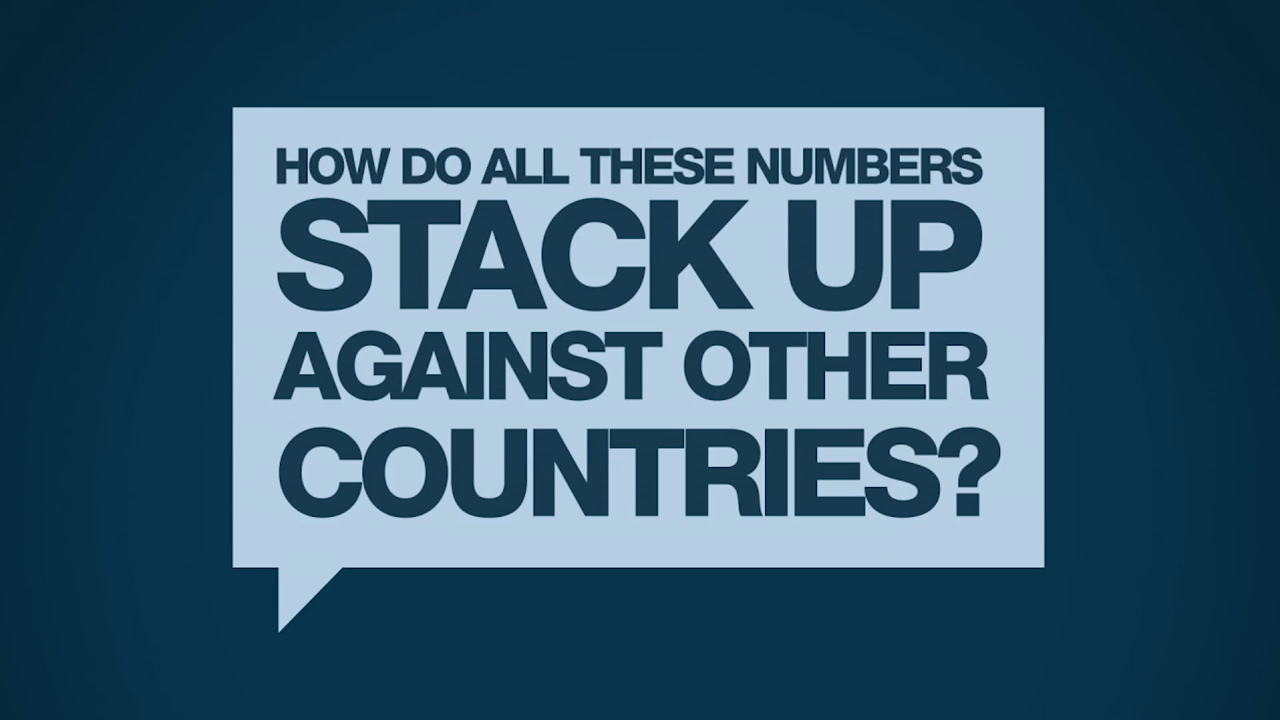 HOW DO ALL THESE NUMBERS
STACK UP
AGAINST OTHER
COUNTRIES?